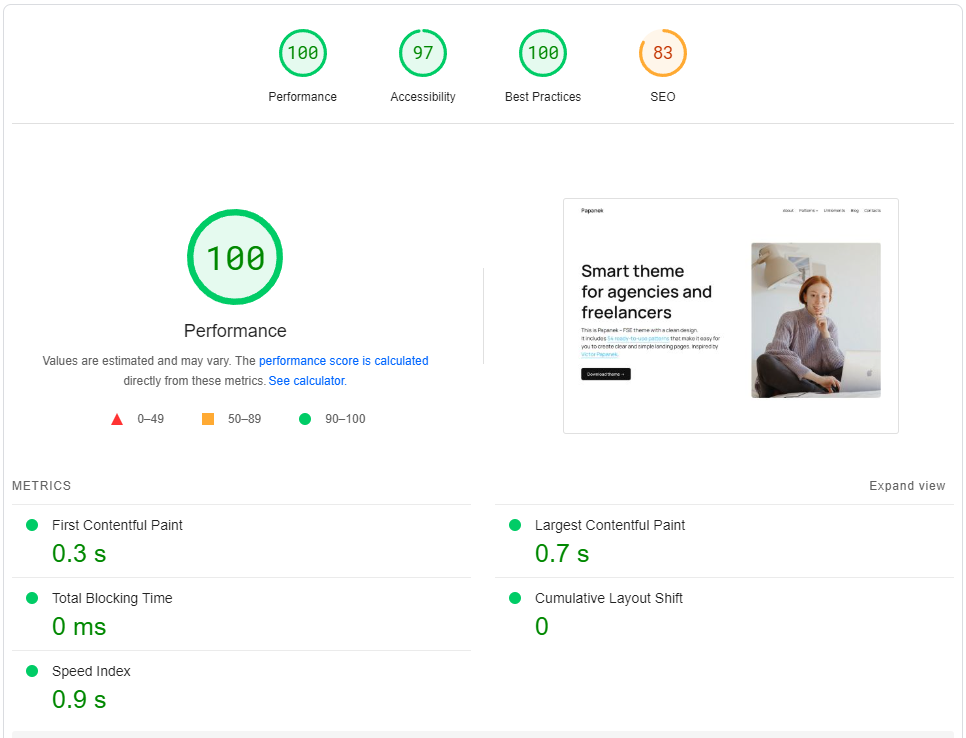 100
97
100
83
Performance
Accessibility
Best Practices
SEO
100
Performance
Values are estimated and may vary. The performance score is calculated
directly from these metrics. See calculator.
0–49
50–89
90–100
Papanek
About Patterns UI Elements Blog Contacts
Smart theme
for agencies and
freelancers
This is Papanek - FSE theme with a clean design.
It includes 54 ready-to-use patterns that make it easy for
you to create clear and simple landing pages. Inspired by
Victor Papanek.
Download theme →
METRICS
Expand view
First Contentful Paint
0.3 s
Largest Contentful Paint
0.7 s
Total Blocking Time
0 ms
Cumulative Layout Shift
0
Speed Index
0.9 s